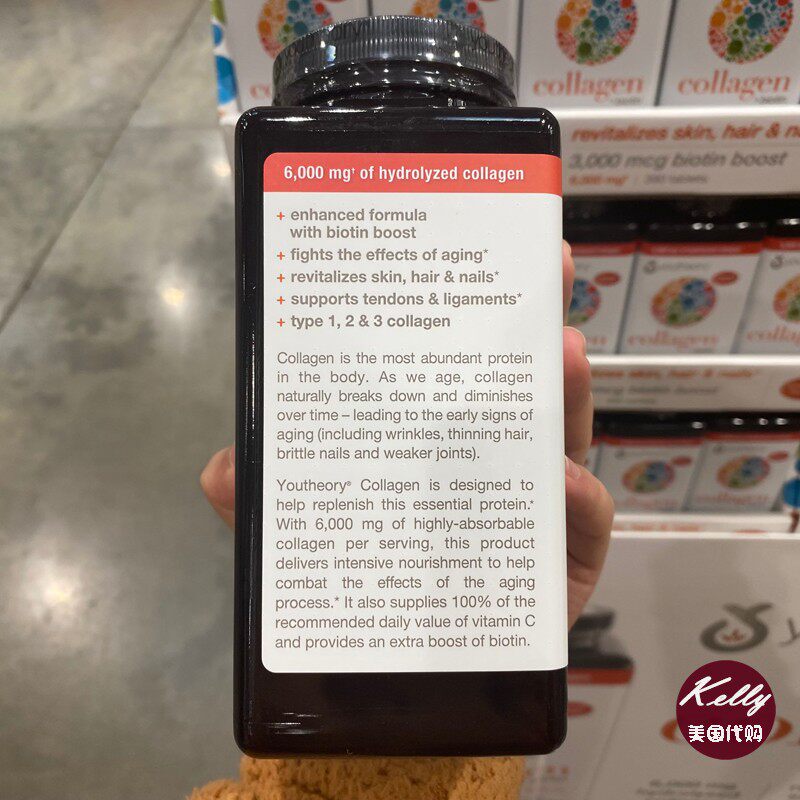 collagen
collagen
revitalizes skin, hair & n
3,000 mcg biotin boost
6,000 mg† of hydrolyzed collagen
+ enhanced formula
with biotin boost
+ fights the effects of aging*
+ revitalizes skin, hair & nails*
+ supports tendons & ligaments*
+ type 1, 2 & 3 collagen
Collagen is the most abundant protein
in the body. As we age, collagen
naturally breaks down and diminishes
over time – leading to the early signs of
aging (including wrinkles, thinning hair,
brittle nails and weaker joints).
Youtheory® Collagen is designed to
help replenish this essential protein.*
With 6,000 mg of highly-absorbable
collagen per serving, this product
delivers intensive nourishment to help
combat the effects of the aging
process.* It also supplies 100% of the
recommended daily value of vitamin C
and provides an extra boost of biotin.
collagen
Kelly
美国代购